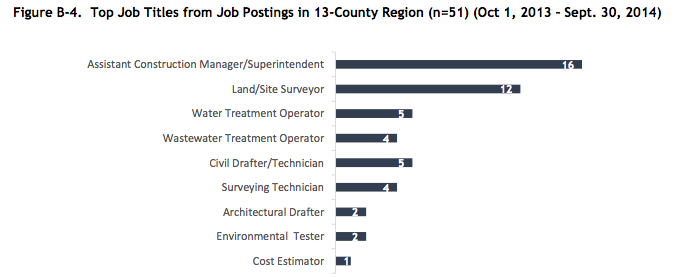 Figure B-4.  Top Job Titles from Job Postings in 13-County Region (n=51) (Oct 1, 2013 – Sept. 30, 2014)
Assistant Construction Manager/Superintendent 16
Land/Site Surveyor 12
Water Treatment Operator 5
Wastewater Treatment Operator 4
Civil Drafter/Technician 5
Surveying Technician 4
Architectural Drafter 2
Environmental Tester 2
Cost Estimator 1